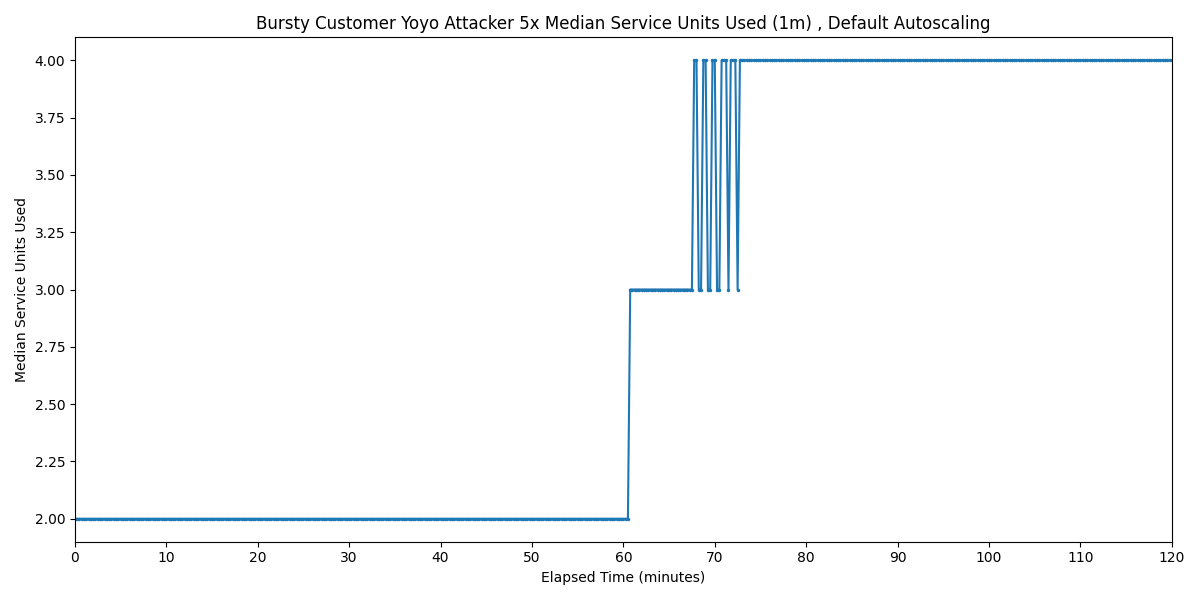 Bursty Customer Yoyo Attacker 5x Median Service Units Used (1m) , Default Autoscaling
Median Service Units Used
4.00
3.75
3.50
3.25
3.00
2.75
2.50
2.25
2.00
0 10 20 30 40 50 60 70 80 90 100 110 120
Elapsed Time (minutes)